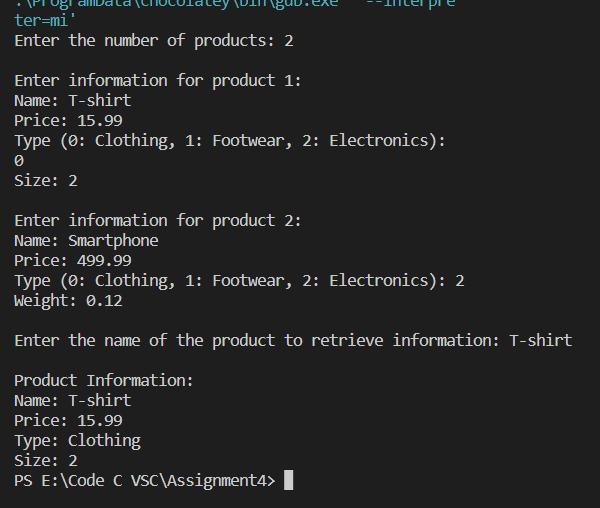 .\ProgramData\chocolatey\bin\gdb.exe' '--interpre
ter=mi'
Enter the number of products: 2
Enter information for product 1:
Name: T-shirt
Price: 15.99
Type (0: Clothing, 1: Footwear, 2: Electronics):
0
Size: 2
Enter information for product 2:
Name: Smartphone
Price: 499.99
Type (0: Clothing, 1: Footwear, 2: Electronics): 2
Weight: 0.12
Enter the name of the product to retrieve information: T-shirt
Product Information:
Name: T-shirt
Price: 15.99
Type: Clothing
Size: 2
PS E:\Code C VSC\Assignment4>